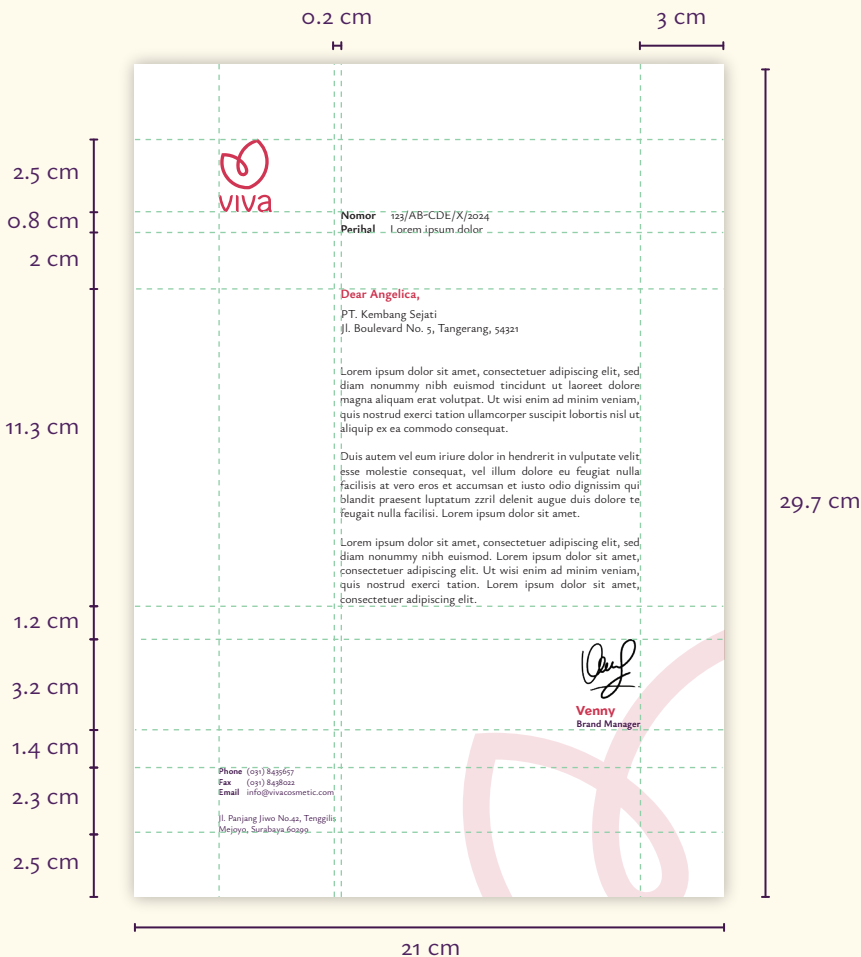 0.2 cm
3 cm
2.5 cm
viva
0.8 cm
Nomor 123/AB-CDE/X/2024
Perihal Lorem ipsum dolor
2 cm
Dear Angelica,
PT. Kembang Sejati
Jl. Boulevard No. 5, Tangerang, 54321
11.3 cm
Lorem ipsum dolor sit amet, consectetuer adipiscing elit, sed
diam nonummy nibh euismod tincidunt ut laoreet dolore
magna aliquam erat volutpat. Ut wisi enim ad minim veniam,
quis nostrud exerci tation ullamcorper suscipit lobortis nisl ut
aliquip ex ea commodo consequat.
Duis autem vel eum iriure dolor in hendrerit in vulputate velit
esse molestie consequat, vel illum dolore eu feugiat nulla
facilisis at vero eros et accumsan et iusto odio dignissim qui
blandit praesent luptatum zzril delenit augue duis dolore te
feugait nulla facilisi. Lorem ipsum dolor sit amet.
Lorem ipsum dolor sit amet, consectetuer adipiscing elit, sed
diam nonummy nibh euismod. Lorem ipsum dolor sit amet,
consectetuer adipiscing elit. Ut wisi enim ad minim veniam,
quis nostrud exerci tation. Lorem ipsum dolor sit amet,
consectetuer adipiscing elit.
29.7 cm
1.2 cm
3.2 cm
Venny
Brand Manager
1.4 cm
2.3 cm
Phone (031) 8435657
Fax (031) 8438022
Email info@vivacosmetic.com
Jl. Panjang Jiwo No.42, Tenggilis
Mejoyo, Surabaya 60299
2.5 cm
21 cm